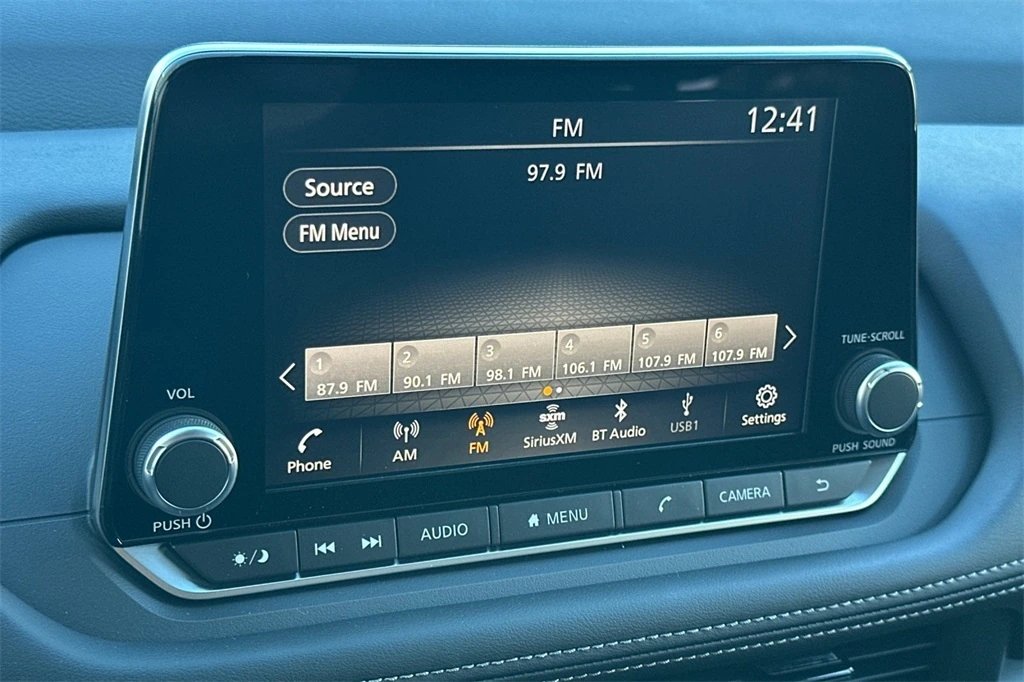 FM
12:41
97.9 FM
Source
FM Menu
1
87.9 FM
2
90.1 FM
3
98.1 FM
4
106.1 FM
5
107.9 FM
6
107.9 FM
Phone
AM
FM
sxm
SiriusXM
BT Audio
USB1
Settings
VOL
PUSH
TUNE·SCROLL
PUSH SOUND
AUDIO
MENU
CAMERA